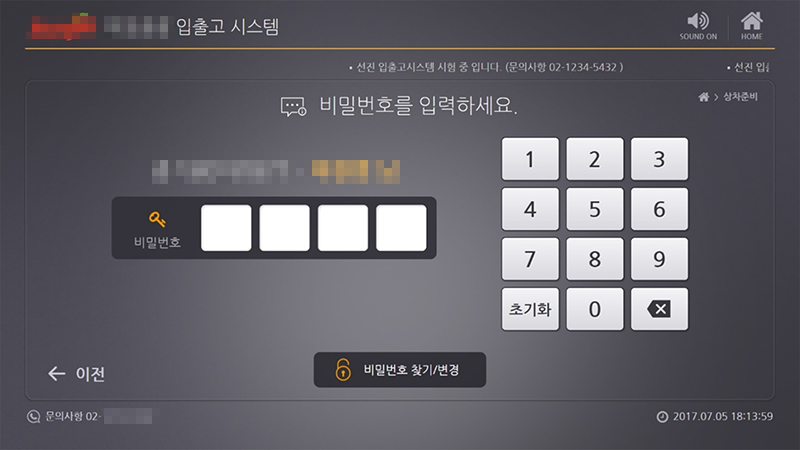 입출고 시스템
SOUND ON
HOME
• 선진 입출고시스템 시험 중 입니다. (문의사항 02-1234-5432 )
• 선진 입출
비밀번호를 입력하세요.
> 상차준비
1 2 3
비밀번호
4 5 6
7 8 9
초기화 0
이전
비밀번호 찾기/변경
문의사항 02-
2017.07.05 18:13:59